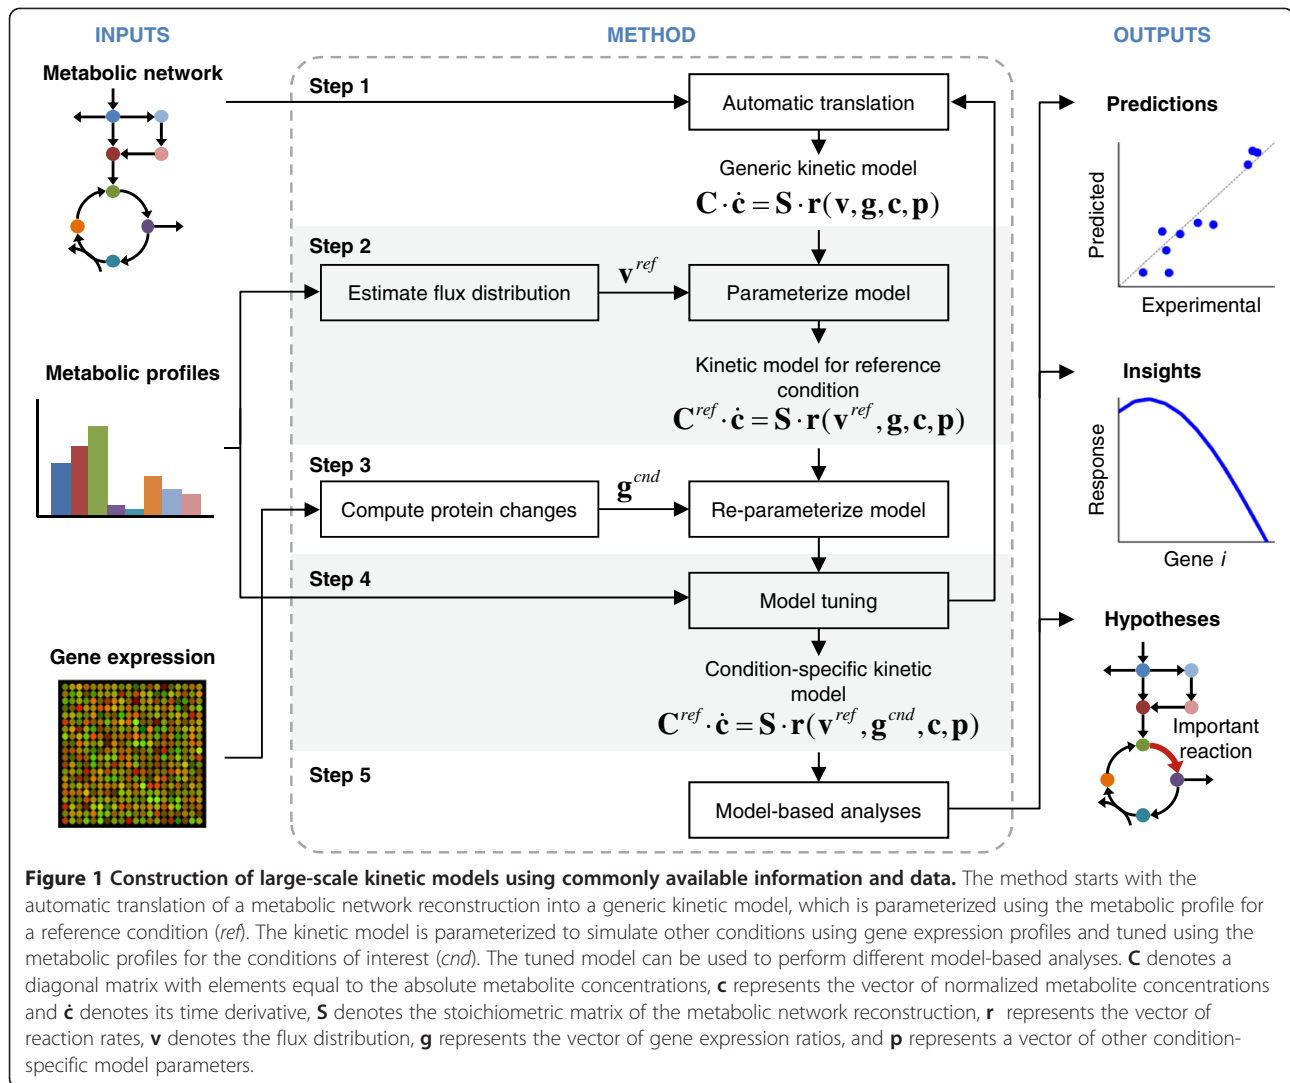 INPUTS
METHOD
OUTPUTS
Metabolic network
Step 1
Automatic translation
Generic kinetic model
C · ċ = S · r(v, g, c, p)
Step 2
Estimate flux distribution
v^ref
Parameterize model
Kinetic model for reference
condition
C^ref · ċ = S · r(v^ref, g, c, p)
Metabolic profiles
Step 3
Compute protein changes
g^cnd
Re-parameterize model
Step 4
Model tuning
Gene expression
Condition-specific kinetic
model
C^ref · ċ = S · r(v^ref, g^cnd, c, p)
Step 5
Model-based analyses
Predictions
Predicted
Experimental
Insights
Response
Gene i
Hypotheses
Important
reaction
Figure 1 Construction of large-scale kinetic models using commonly available information and data. The method starts with the
automatic translation of a metabolic network reconstruction into a generic kinetic model, which is parameterized using the metabolic profile for
a reference condition (ref). The kinetic model is parameterized to simulate other conditions using gene expression profiles and tuned using the
metabolic profiles for the conditions of interest (cnd). The tuned model can be used to perform different model-based analyses. C denotes a
diagonal matrix with elements equal to the absolute metabolite concentrations, c represents the vector of normalized metabolite concentrations
and ċ denotes its time derivative, S denotes the stoichiometric matrix of the metabolic network reconstruction, r represents the vector of
reaction rates, v denotes the flux distribution, g represents the vector of gene expression ratios, and p represents a vector of other condition-
specific model parameters.